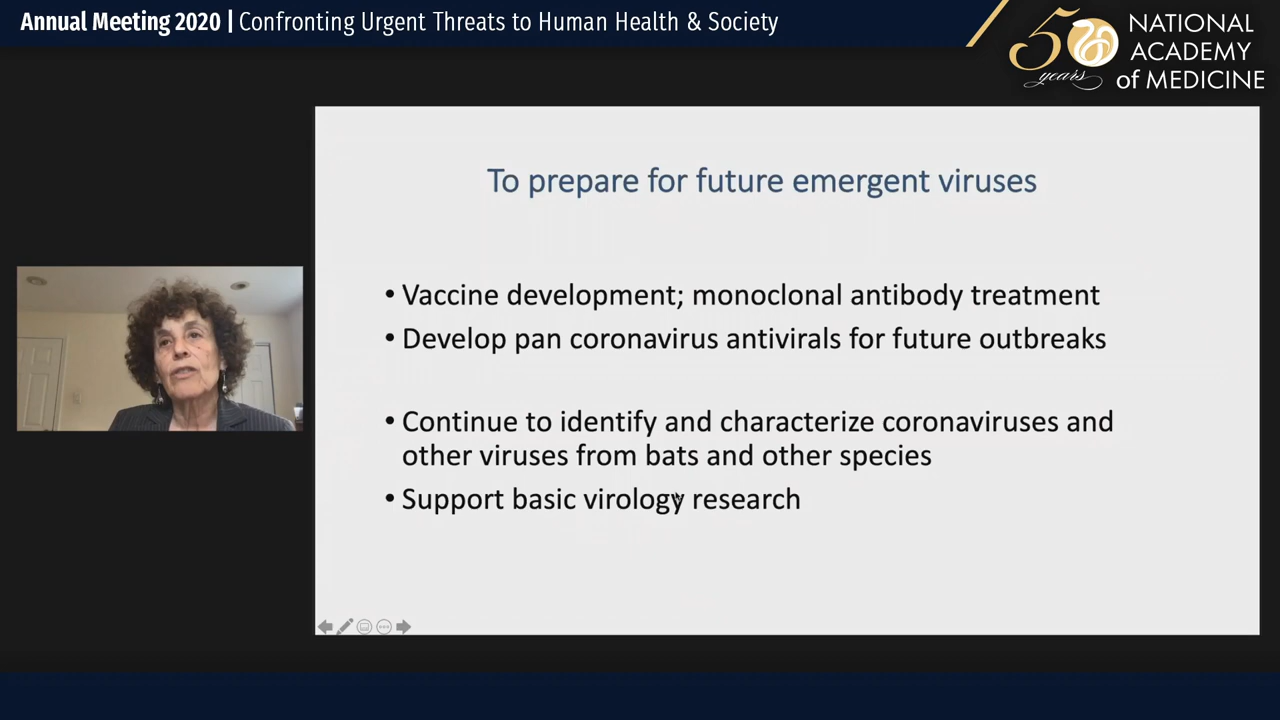 Annual Meeting 2020 | Confronting Urgent Threats to Human Health & Society
50 years
NATIONAL
ACADEMY
of MEDICINE
To prepare for future emergent viruses
• Vaccine development; monoclonal antibody treatment
• Develop pan coronavirus antivirals for future outbreaks
• Continue to identify and characterize coronaviruses and
other viruses from bats and other species
• Support basic virology research